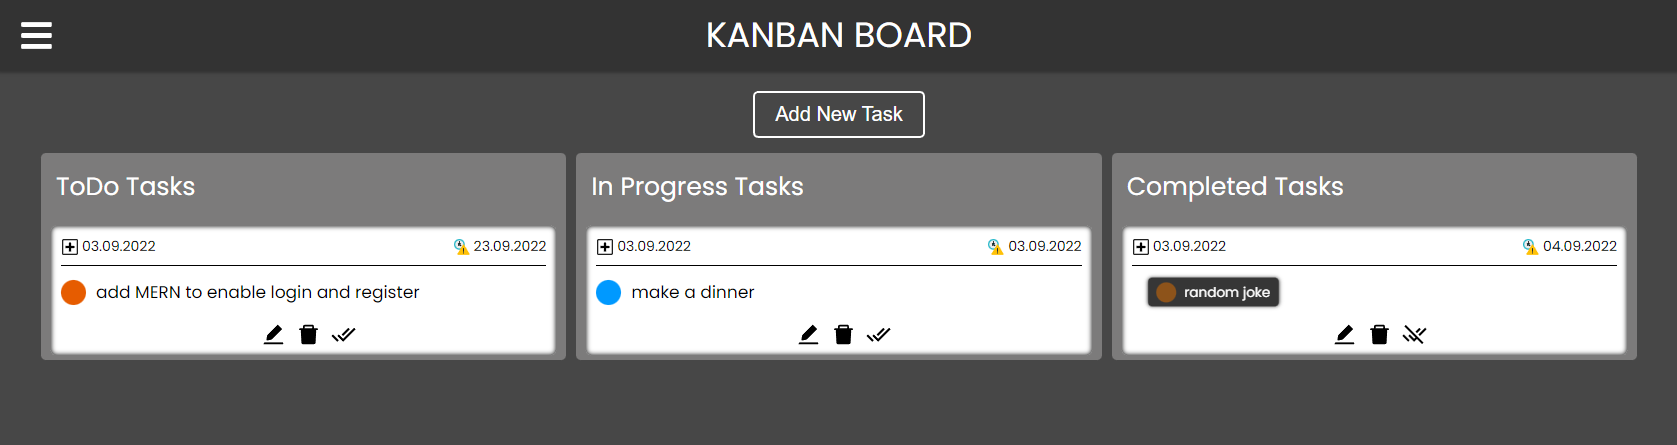 KANBAN BOARD
Add New Task
ToDo Tasks
03.09.2022 23.09.2022
add MERN to enable login and register
In Progress Tasks
03.09.2022 03.09.2022
make a dinner
Completed Tasks
03.09.2022 04.09.2022
random joke